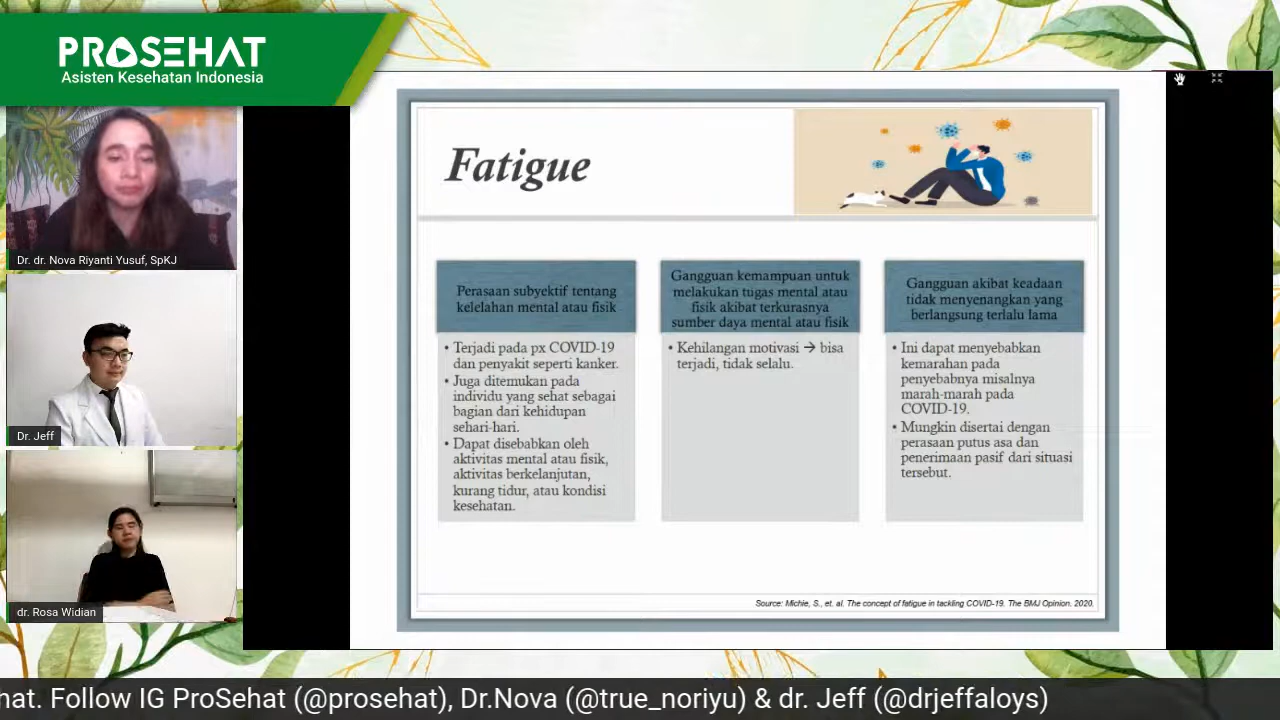 PROSEHAT
Asisten Kesehatan Indonesia
Dr. dr. Nova Riyanti Yusuf, SpKJ
Dr. Jeff
dr. Rosa Widian
Fatigue
Perasaan subyektif tentang
kelelahan mental atau fisik
• Terjadi pada px COVID-19
dan penyakit seperti kanker.
• Juga ditemukan pada
individu yang sehat sebagai
bagian dari kehidupan
sehari-hari.
• Dapat disebabkan oleh
aktivitas mental atau fisik,
aktivitas berkelanjutan,
kurang tidur, atau kondisi
kesehatan.
Gangguan kemampuan untuk
melakukan tugas mental atau
fisik akibat terkurasnya
sumber daya mental atau fisik
• Kehilangan motivasi → bisa
terjadi, tidak selalu.
Gangguan akibat keadaan
tidak menyenangkan yang
berlangsung terlalu lama
• Ini dapat menyebabkan
kemarahan pada
penyebabnya misalnya
marah-marah pada
COVID-19.
• Mungkin disertai dengan
perasaan putus asa dan
penerimaan pasif dari situasi
tersebut.
Source: Michie, S., et. al. The concept of fatigue in tackling COVID-19. The BMJ Opinion. 2020.
hat. Follow IG ProSehat (@prosehat), Dr.Nova (@true_noriyu) & dr. Jeff (@drjeffaloys)